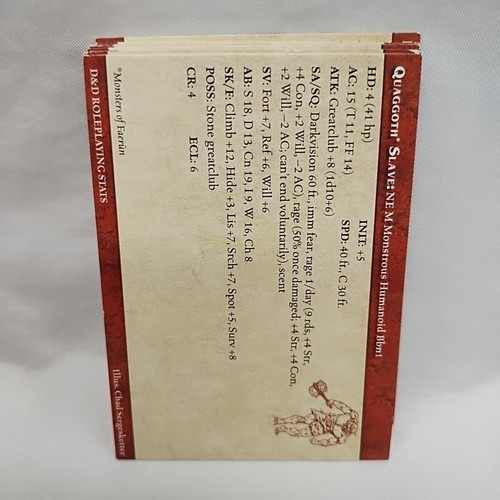 QUAGGOTH* SLAVE: NE M Monstrous Humanoid Bbn1
HD: 4 (41 hp) INIT: +5
AC: 15 (T 11, FF 14) SPD: 40 ft., C 30 ft.
ATK: Greatclub +8 (1d10+6)
SA/SQ: Darkvision 60 ft., imm fear, rage 1/day (9 rds, +4 Str,
+4 Con, +2 Will, −2 AC), rage (50% once damaged; +4 Str, +4 Con,
+2 Will, −2 AC; can't end voluntarily), scent
SV: Fort +7, Ref +6, Will +6
AB: S 18, D 13, Cn 19, I 9, W 16, Ch 8
SK/F: Climb +12, Hide +3, Lis +7, Srch +7, Spot +5, Surv +8
POSS: Stone greatclub
CR: 4 ECL: 6
*Monsters of Faerûn
D&D ROLEPLAYING STATS Illus. Chad Sergesketter